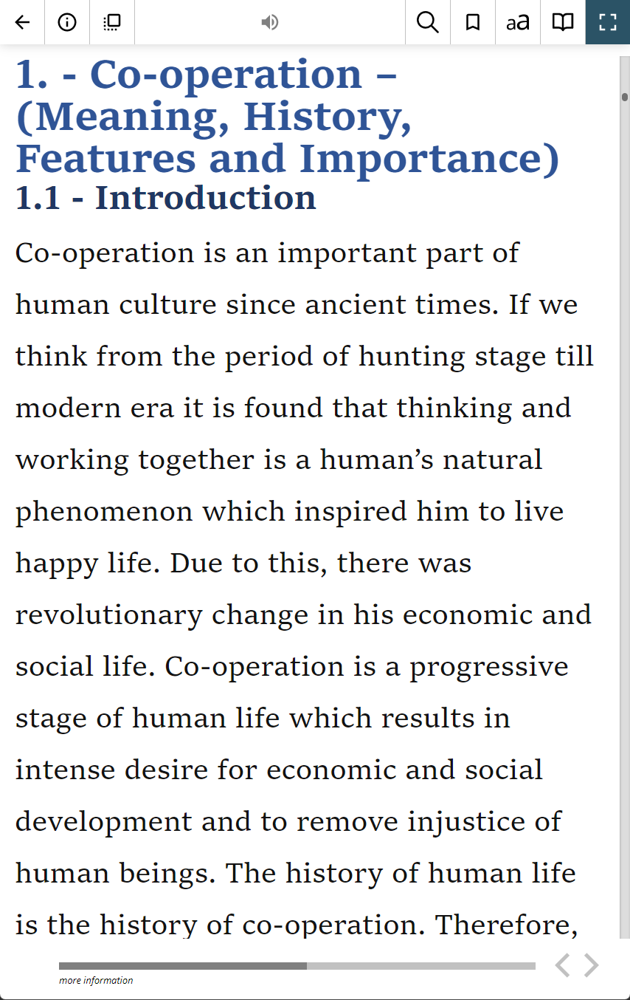 aA
1. - Co-operation –
(Meaning, History,
Features and Importance)
1.1 - Introduction
Co-operation is an important part of
human culture since ancient times. If we
think from the period of hunting stage till
modern era it is found that thinking and
working together is a human’s natural
phenomenon which inspired him to live
happy life. Due to this, there was
revolutionary change in his economic and
social life. Co-operation is a progressive
stage of human life which results in
intense desire for economic and social
development and to remove injustice of
human beings. The history of human life
is the history of co-operation. Therefore,
more information